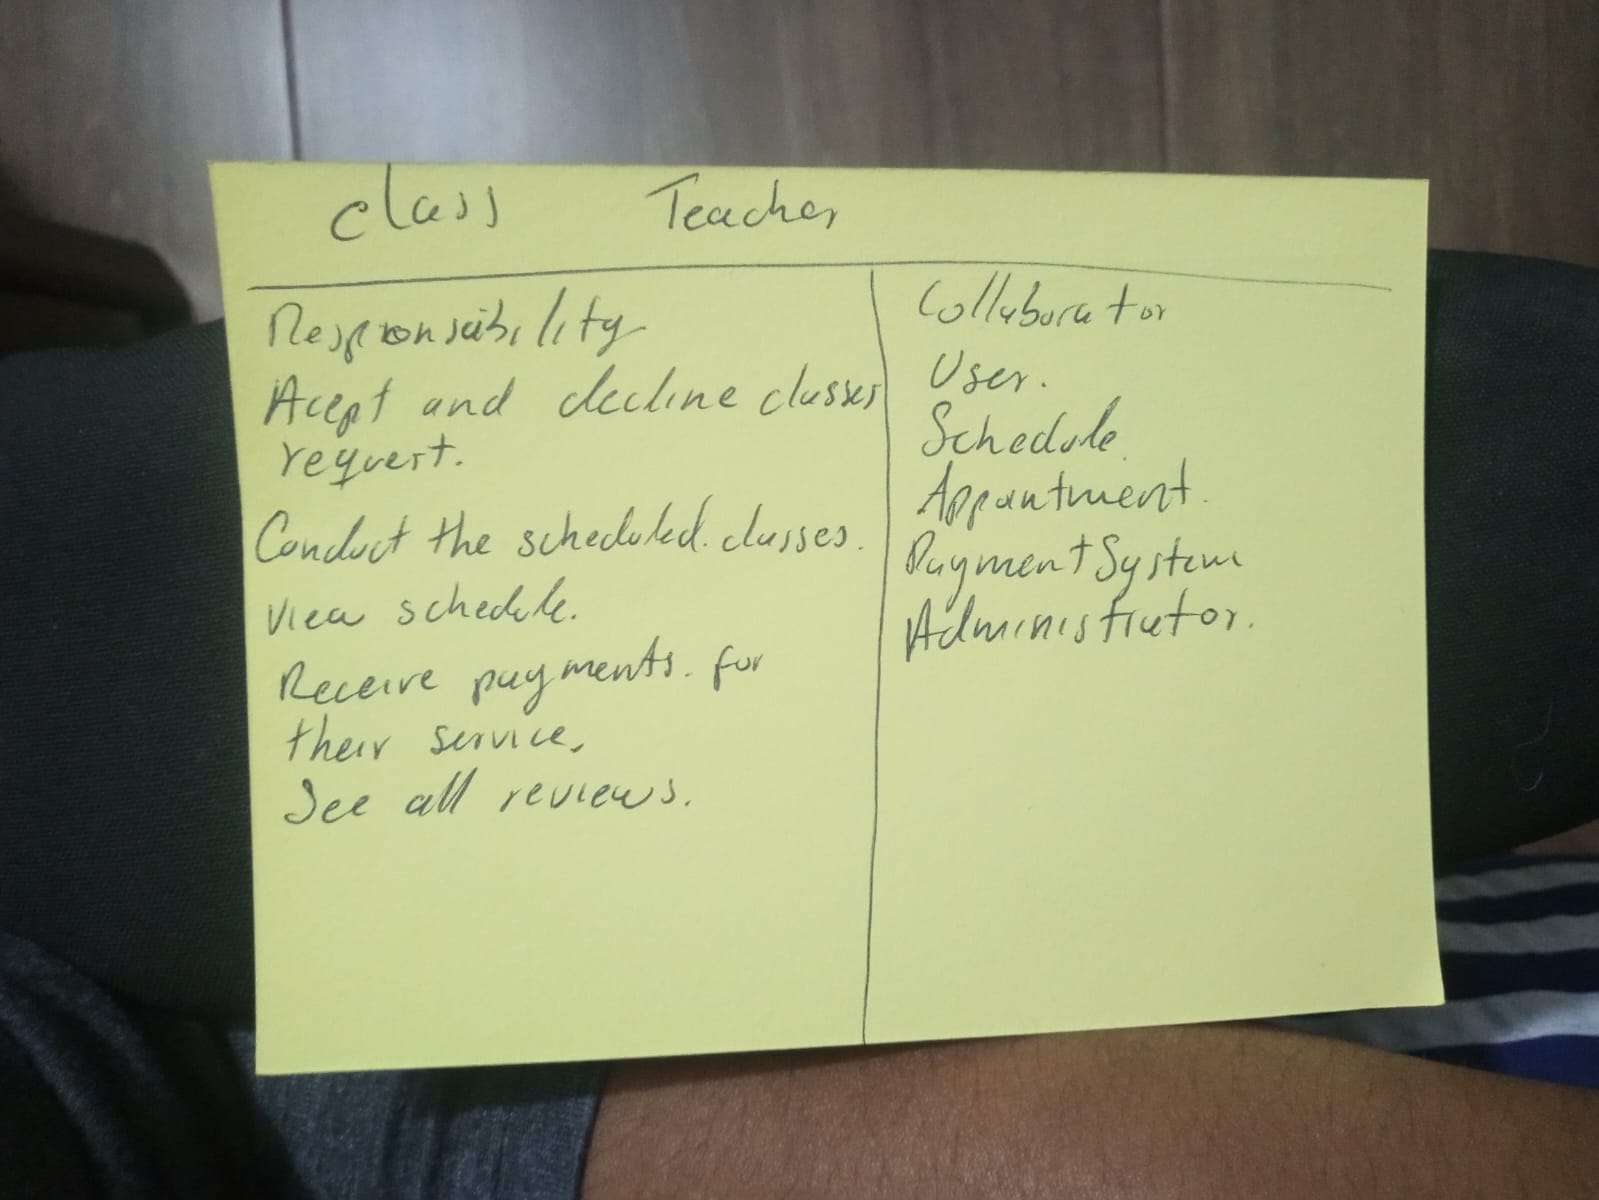 Class Teacher
Responsibility
Acept and decline classes
request.
Conduct the scheduled. classes.
View schedule.
Receive payments. for
their service.
See all reviews.
Collaborator
User.
Schedule.
Appointment.
Payment System
Administrator.